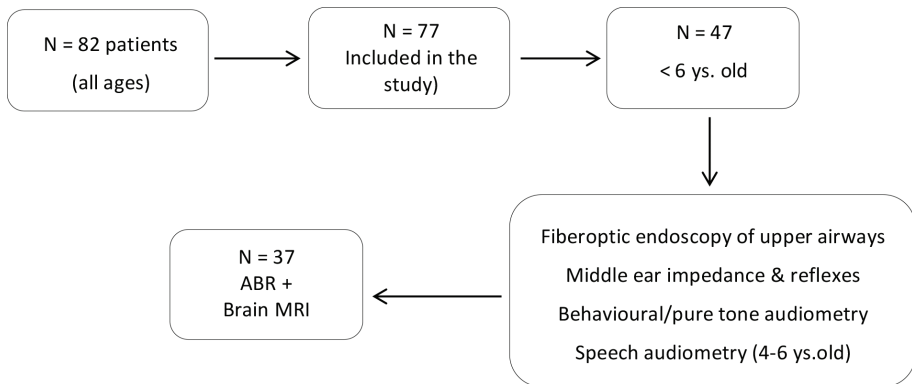 N = 82 patients
(all ages)
N = 77
Included in the
study)
N = 47
< 6 ys. old
Fiberoptic endoscopy of upper airways
Middle ear impedance & reflexes
Behavioural/pure tone audiometry
Speech audiometry (4-6 ys.old)
N = 37
ABR +
Brain MRI